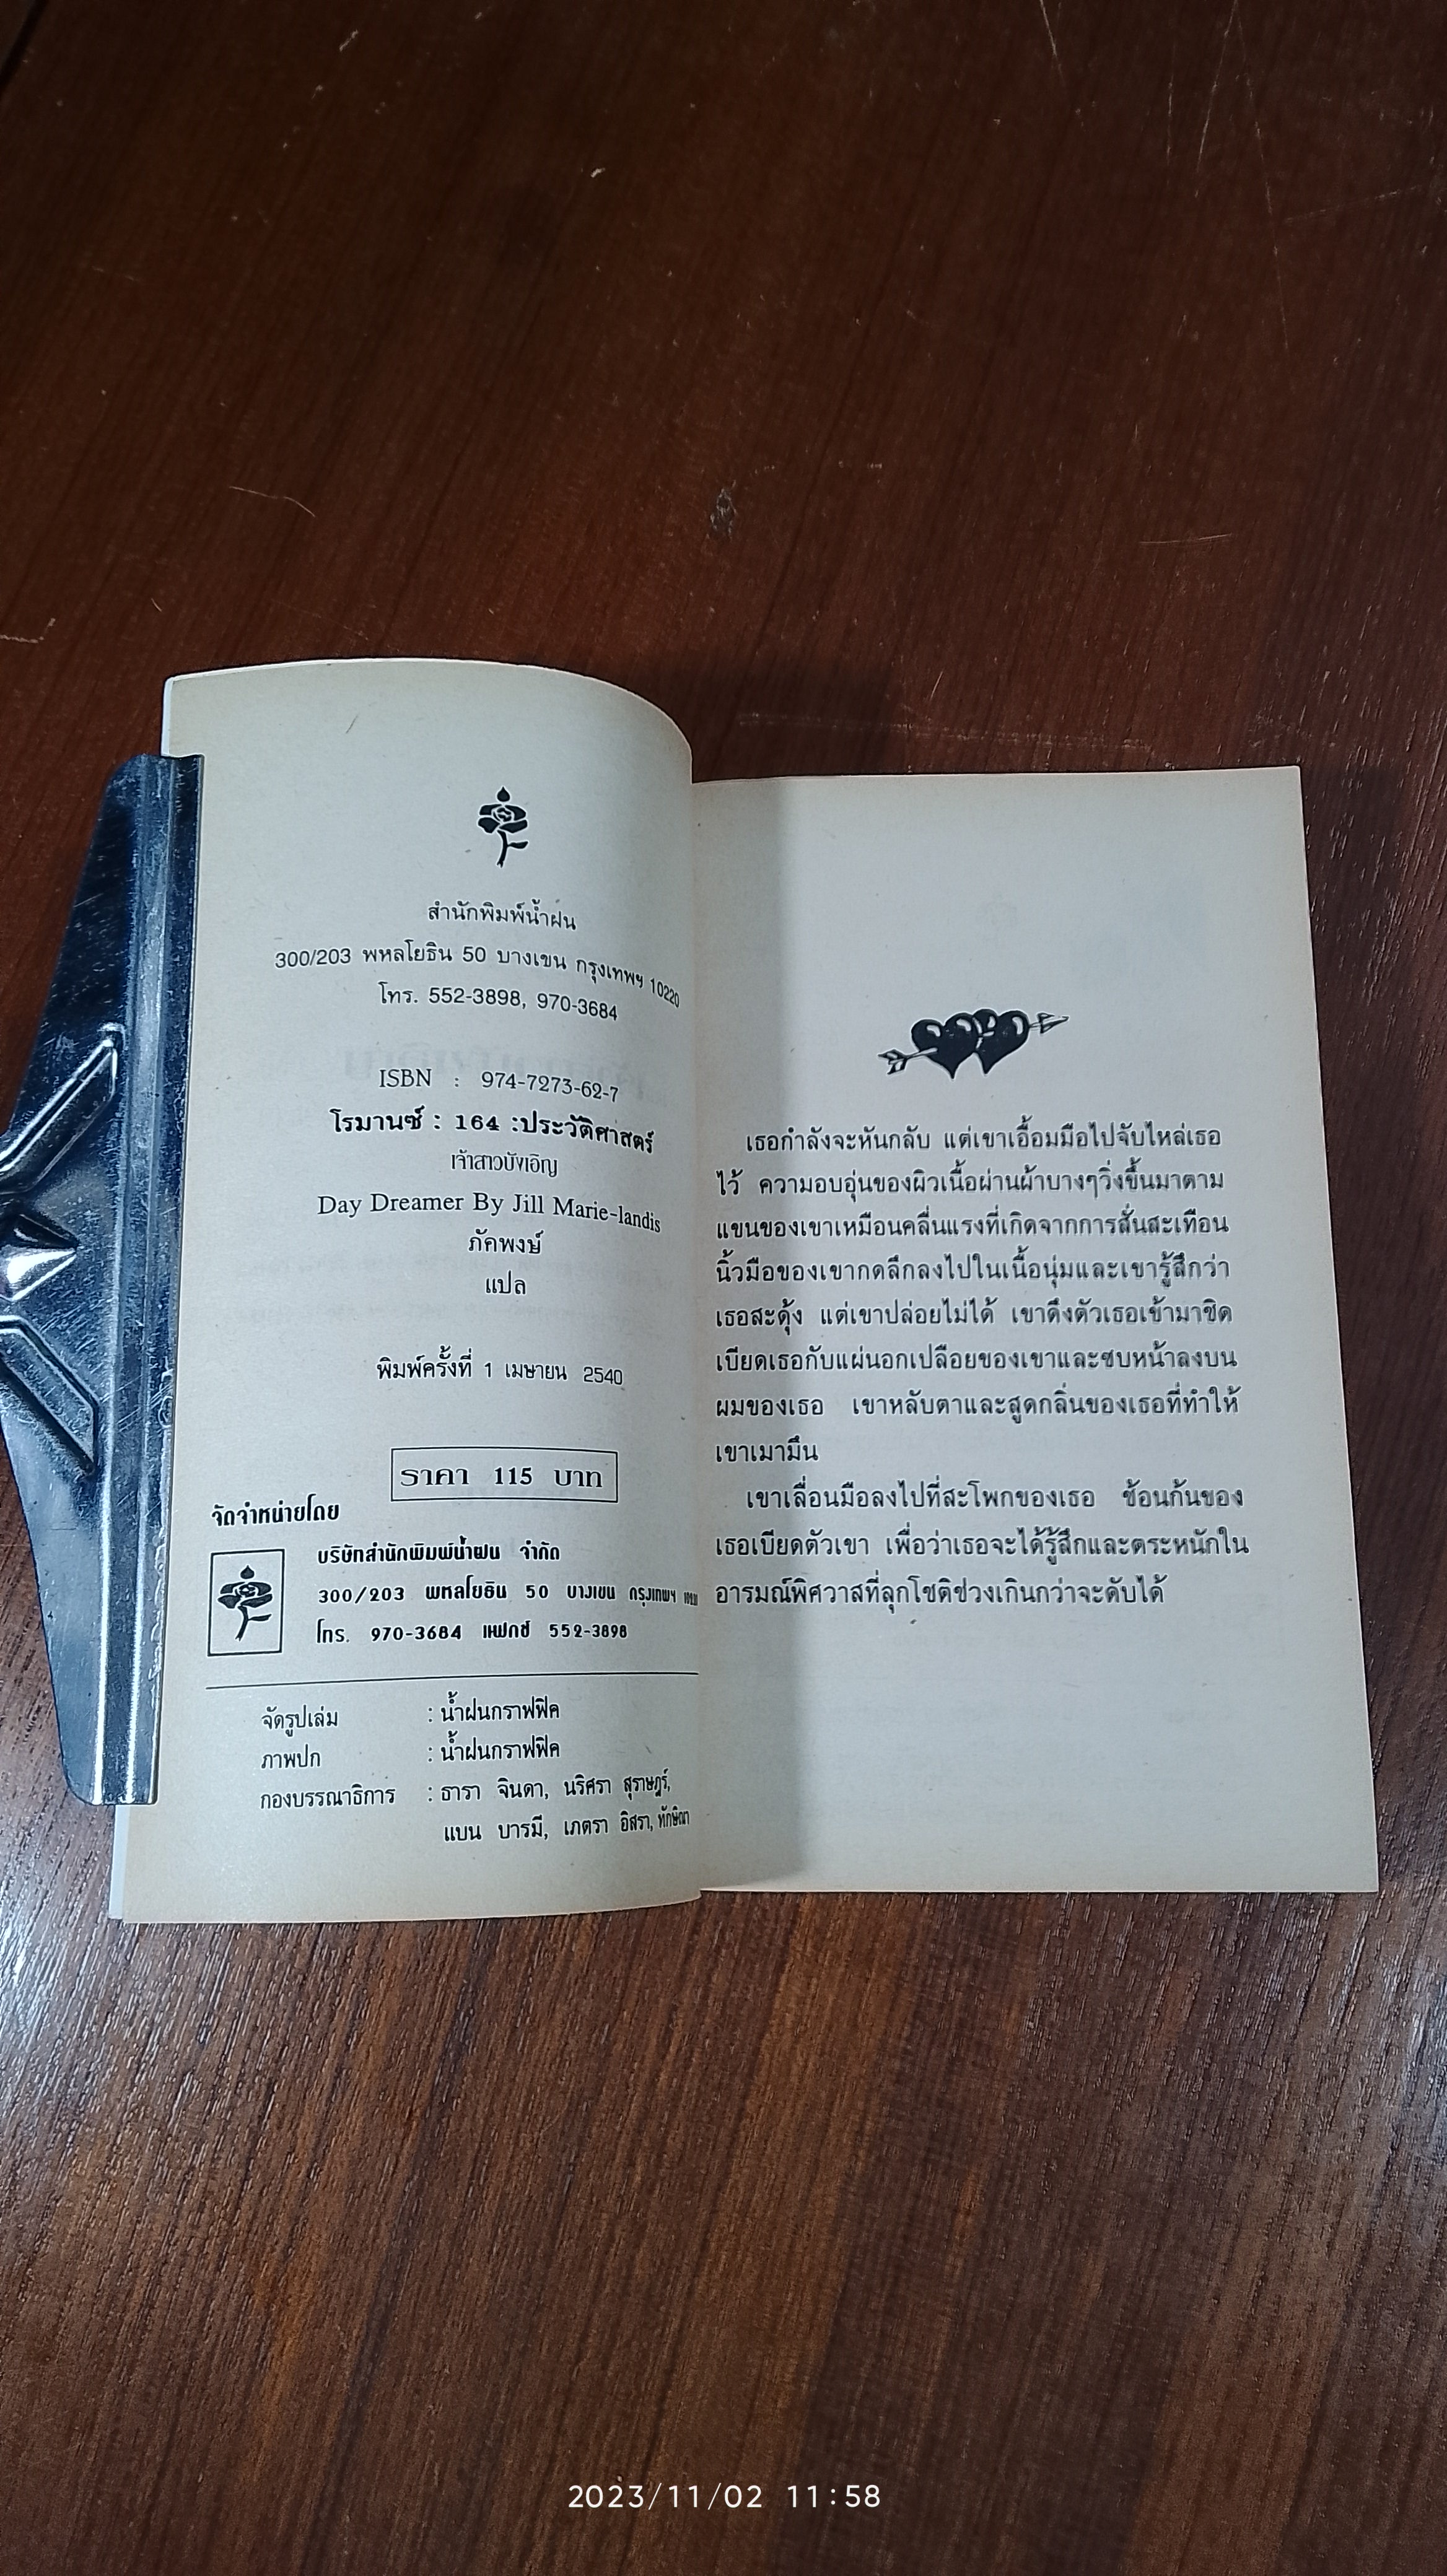 สำนักพิมพ์น้ำฝน
300/203 พหลโยธิน 50 บางเขน กรุงเทพฯ 10220
โทร. 552-3898, 970-3684
ISBN : 974-7273-62-7
โรมานซ์ : 164 :ประวัติศาสตร์
เจ้าสาวบังเอิญ
Day Dreamer By Jill Marie-landis
ภัคพงษ์
แปล
พิมพ์ครั้งที่ 1 เมษายน 2540
ราคา 115 บาท
จัดจำหน่ายโดย
บริษัทสำนักพิมพ์น้ำฝน จำกัด
300/203 พหลโยธิน 50 บางเขน กรุงเทพฯ
โทร. 970-3684 แฟกซ์ 552-3898
จัดรูปเล่ม : น้ำฝนกราฟฟิค
ภาพปก : น้ำฝนกราฟฟิค
กองบรรณาธิการ : ธารา จินดา, นริศรา สุราษฎร์,
แบน บารมี, เภตรา อิสรา, ทักษิณา
เธอกำลังจะหันกลับ แต่เขาเอื้อมมือไปจับไหล่เธอ
ไว้ ความอบอุ่นของผิวเนื้อผ่านผ้าบางๆวิ่งขึ้นมาตาม
แขนของเขาเหมือนคลื่นแรงที่เกิดจากการสั่นสะเทือน
นิ้วมือของเขากดลึกลงไปในเนื้อนุ่มและเขารู้สึกว่า
เธอสะดุ้ง แต่เขาปล่อยไม่ได้ เขาดึงตัวเธอเข้ามาชิด
เบียดเธอกับแผ่นอกเปลือยของเขาและซบหน้าลงบน
ผมของเธอ เขาหลับตาและสูดกลิ่นของเธอที่ทำให้
เขาเมามึน
เขาเลื่อนมือลงไปที่สะโพกของเธอ ช้อนก้นของ
เธอเบียดตัวเขา เพื่อว่าเธอจะได้รู้สึกและตระหนักใน
อารมณ์พิศวาสที่ลุกโชติช่วงเกินกว่าจะดับได้
2023/11/02 11:58